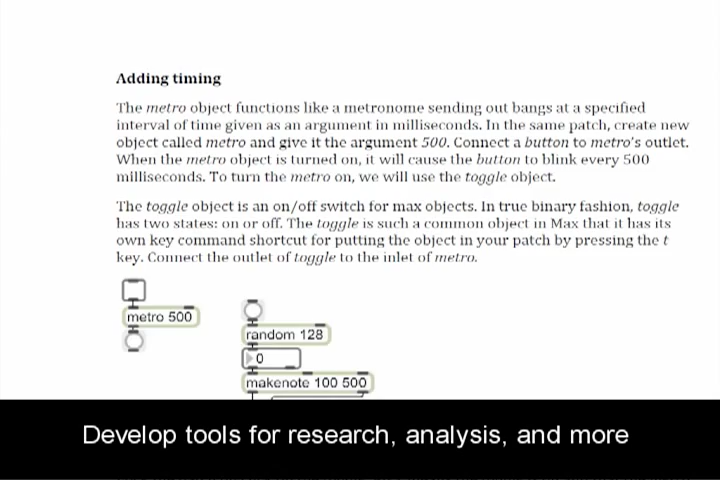 Adding timing
The metro object functions like a metronome sending out bangs at a specified
interval of time given as an argument in milliseconds. In the same patch, create new
object called metro and give it the argument 500. Connect a button to metro's outlet.
When the metro object is turned on, it will cause the button to blink every 500
milliseconds. To turn the metro on, we will use the toggle object.
The toggle object is an on/off switch for max objects. In true binary fashion, toggle
has two states: on or off. The toggle is such a common object in Max that it has its
own key command shortcut for putting the object in your patch by pressing the t
key. Connect the outlet of toggle to the inlet of metro.
metro 500
random 128
0
makenote 100 500
Develop tools for research, analysis, and more